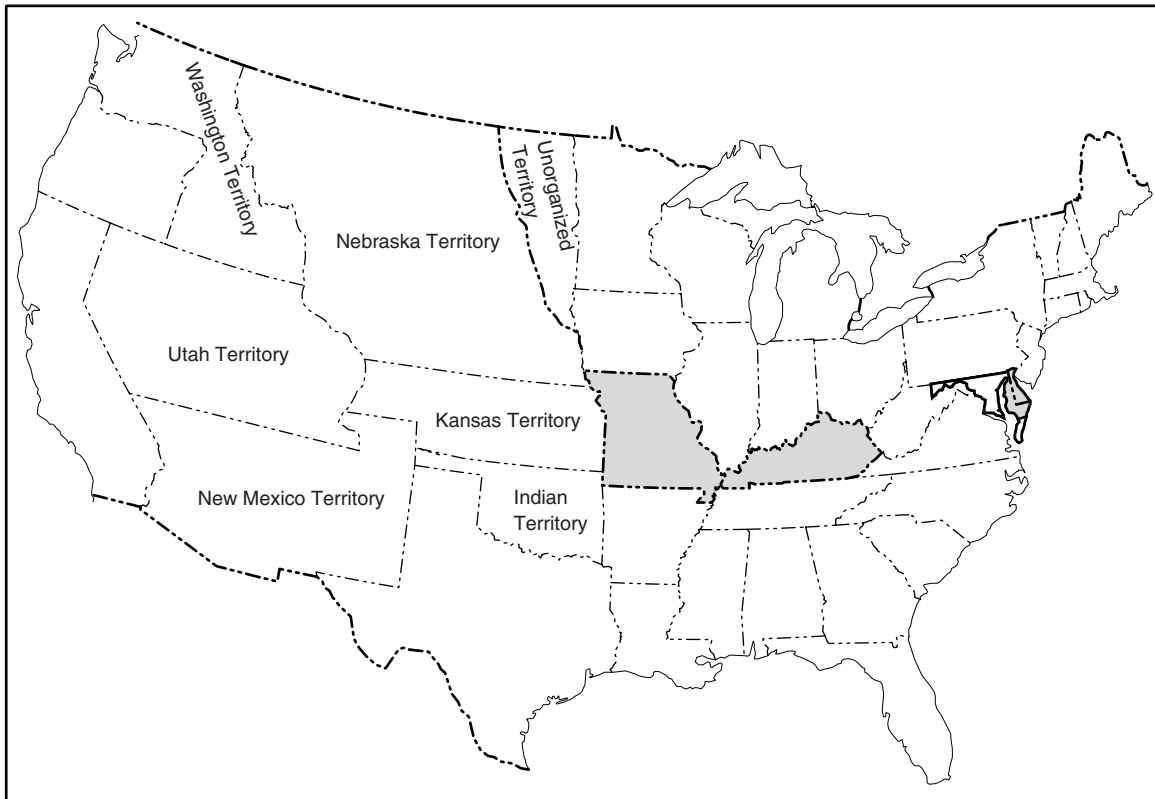 Washington Territory
Unorganized
Territory
Nebraska Territory
Utah Territory
Kansas Territory
New Mexico Territory
Indian
Territory